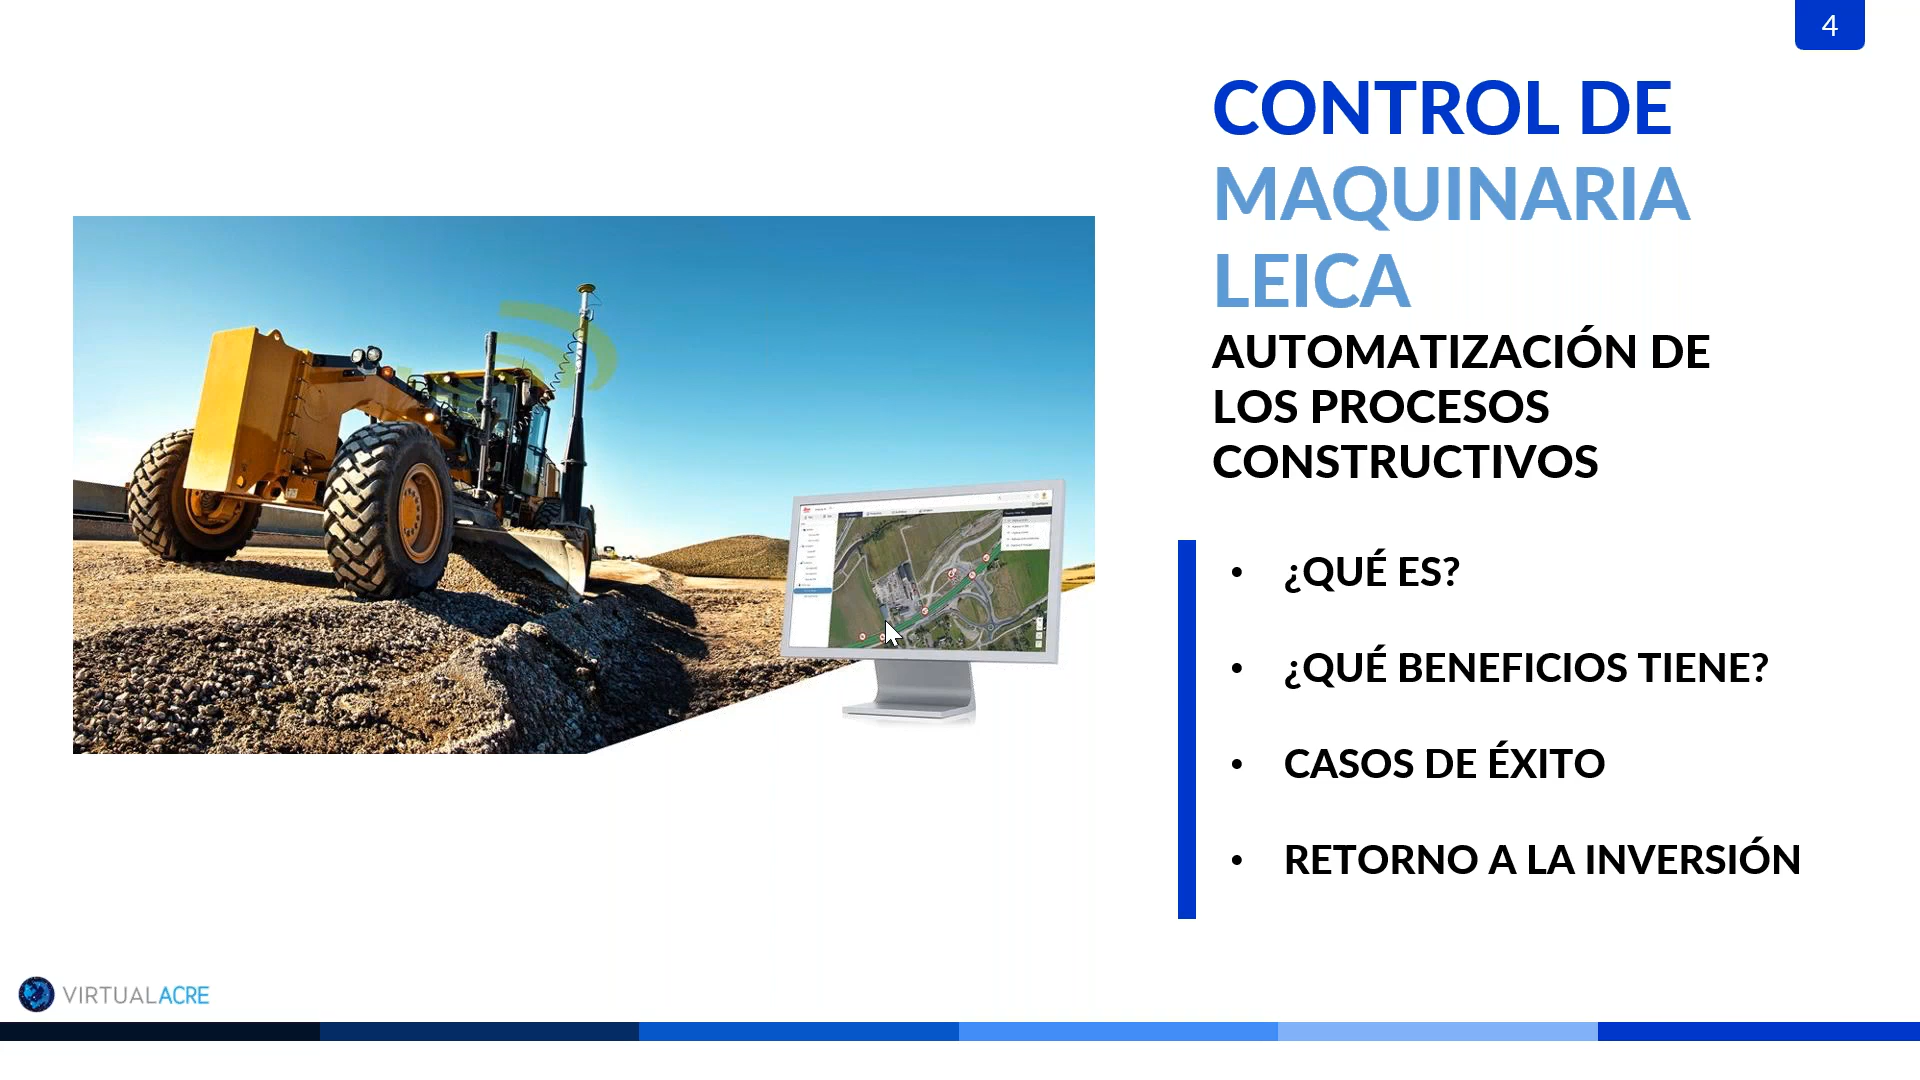 4
CONTROL DE
MAQUINARIA
LEICA
AUTOMATIZACIÓN DE
LOS PROCESOS
CONSTRUCTIVOS
• ¿QUÉ ES?
• ¿QUÉ BENEFICIOS TIENE?
• CASOS DE ÉXITO
• RETORNO A LA INVERSIÓN
VIRTUALACRE